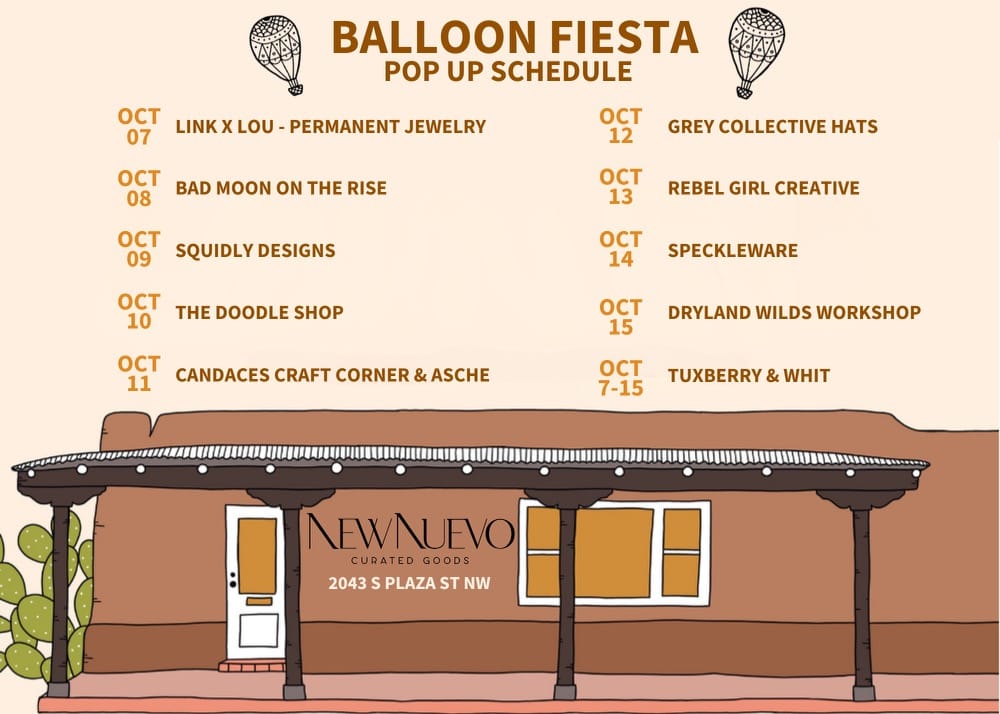 BALLOON FIESTA
POP UP SCHEDULE
OCT
07
LINK X LOU - PERMANENT JEWELRY
OCT
08
BAD MOON ON THE RISE
OCT
09
SQUIDLY DESIGNS
OCT
10
THE DOODLE SHOP
OCT
11
CANDACES CRAFT CORNER & ASCHE
OCT
12
GREY COLLECTIVE HATS
OCT
13
REBEL GIRL CREATIVE
OCT
14
SPECKLEWARE
OCT
15
DRYLAND WILDS WORKSHOP
OCT
7-15
TUXBERRY & WHIT
NEWNUEVO
CURATED GOODS
2043 S PLAZA ST NW